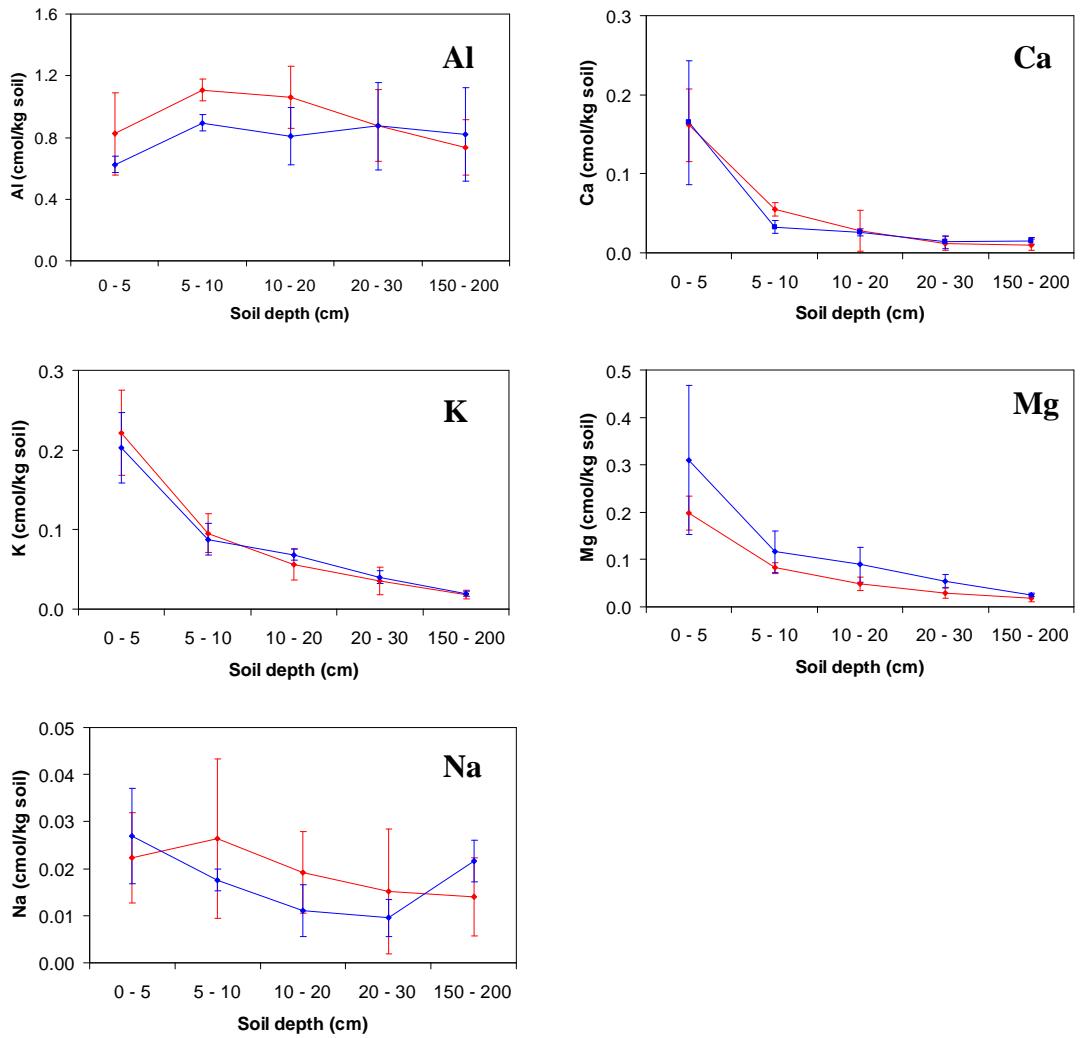 Al
Al (cmol/kg soil)
1.6
1.2
0.8
0.4
0.0
0 - 5 5 - 10 10 - 20 20 - 30 150 - 200
Soil depth (cm)
Ca
Ca (cmol/kg soil)
0.3
0.2
0.1
0.0
0 - 5 5 - 10 10 - 20 20 - 30 150 - 200
Soil depth (cm)
K
K (cmol/kg soil)
0.3
0.2
0.1
0.0
0 - 5 5 - 10 10 - 20 20 - 30 150 - 200
Soil depth (cm)
Mg
Mg (cmol/kg soil)
0.5
0.4
0.3
0.2
0.1
0.0
0 - 5 5 - 10 10 - 20 20 - 30 150 - 200
Soil depth (cm)
Na
Na (cmol/kg soil)
0.05
0.04
0.03
0.02
0.01
0.00
0 - 5 5 - 10 10 - 20 20 - 30 150 - 200
Soil depth (cm)